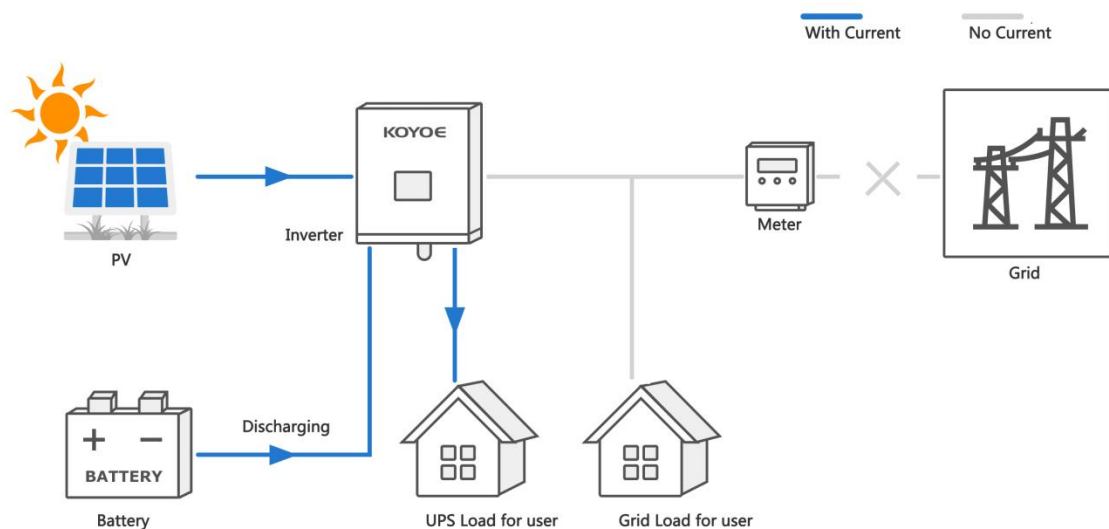 With Current
No Current
KOYOE
Inverter
PV
Meter
Grid
Discharging
+ −
BATTERY
Battery
UPS Load for user
Grid Load for user